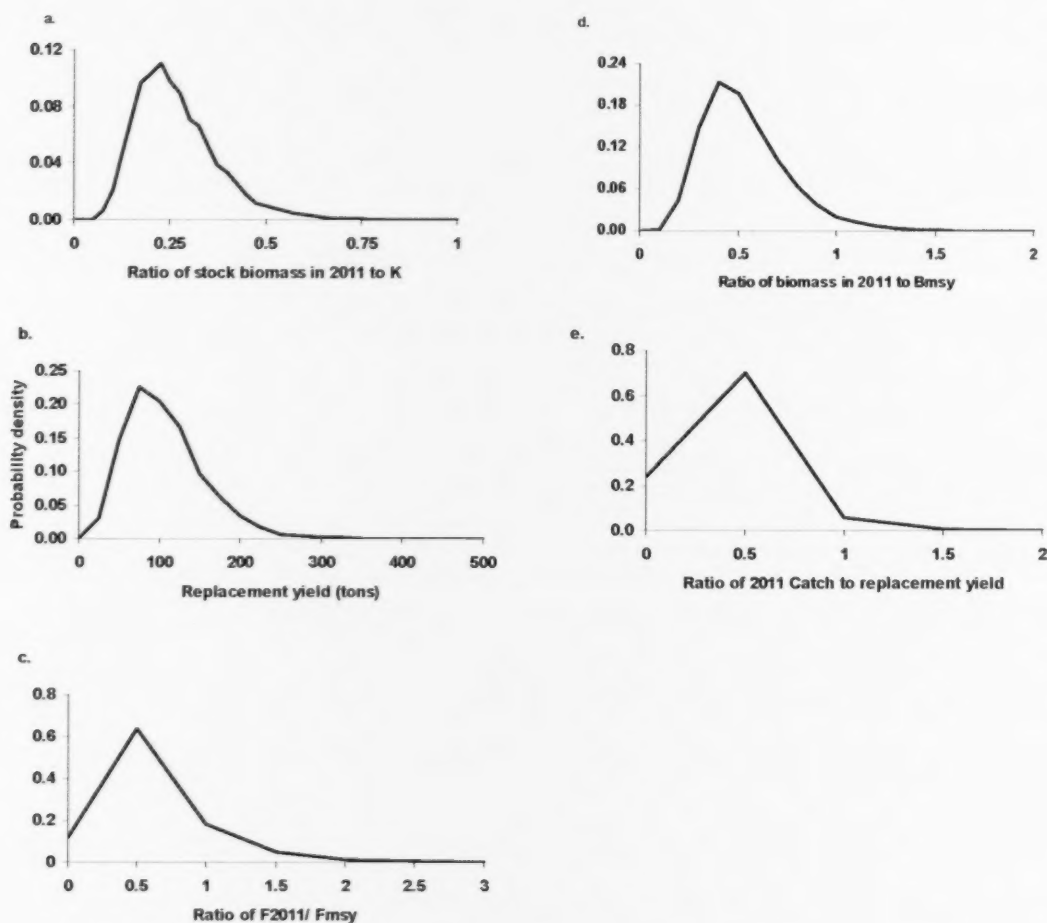 a.
0.12
0.08
0.04
0.00
0 0.25 0.5 0.75 1
Ratio of stock biomass in 2011 to K
d.
0.24
0.18
0.12
0.06
0.00
0 0.5 1 1.5 2
Ratio of biomass in 2011 to Bmsy
b.
Probability density
0.25
0.20
0.15
0.10
0.05
0.00
0 100 200 300 400 500
Replacement yield (tons)
e.
0.8
0.6
0.4
0.2
0.0
0 0.5 1 1.5 2
Ratio of 2011 Catch to replacement yield
c.
0.8
0.6
0.4
0.2
0
0 0.5 1 1.5 2 2.5 3
Ratio of F2011/ Fmsy